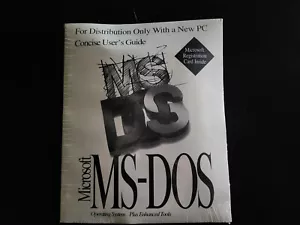 For Distribution Only With a New PC
Concise User's Guide
Microsoft
Registration
Card Inside
MS
DOS
Microsoft
MS-DOS
Operating System Plus Enhanced Tools